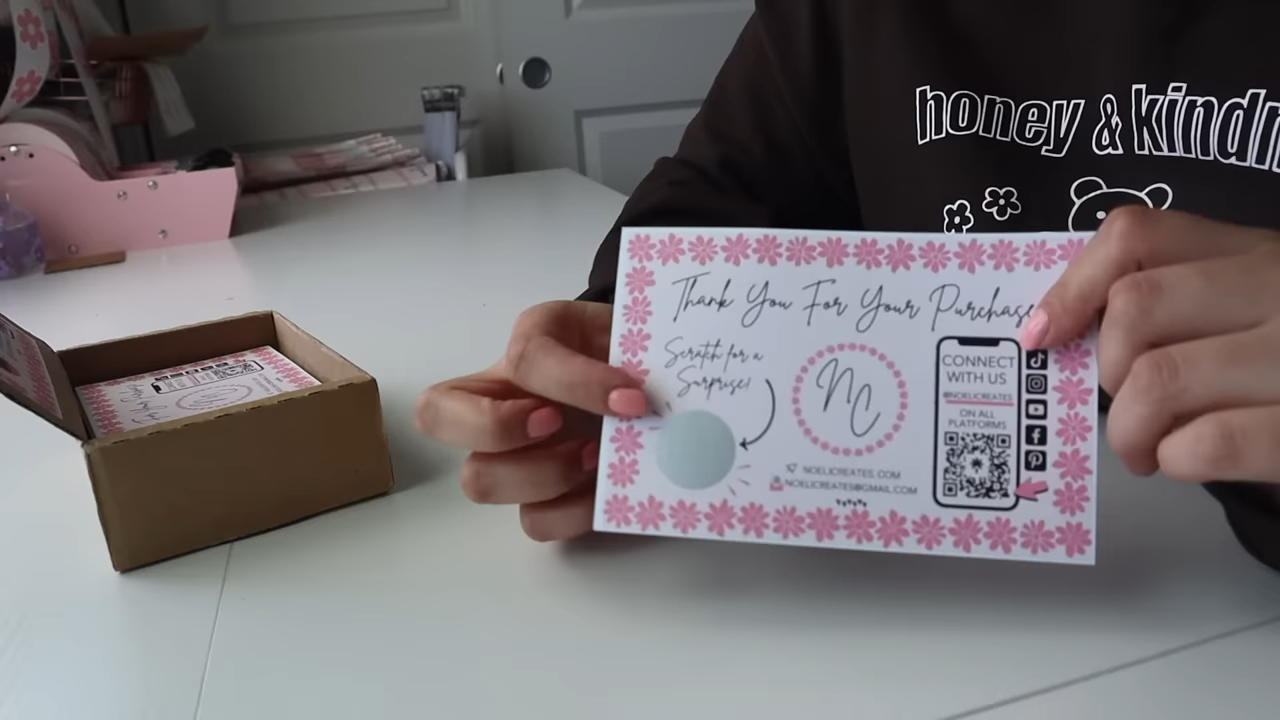 honey & kindn
Thank You For Your Purchase
Scratch for a
Surprise!
NC
CONNECT
WITH US
@NOELICREATES
ON ALL
PLATFORMS
NOELICREATES.COM
NOELICREATES@GMAIL.COM